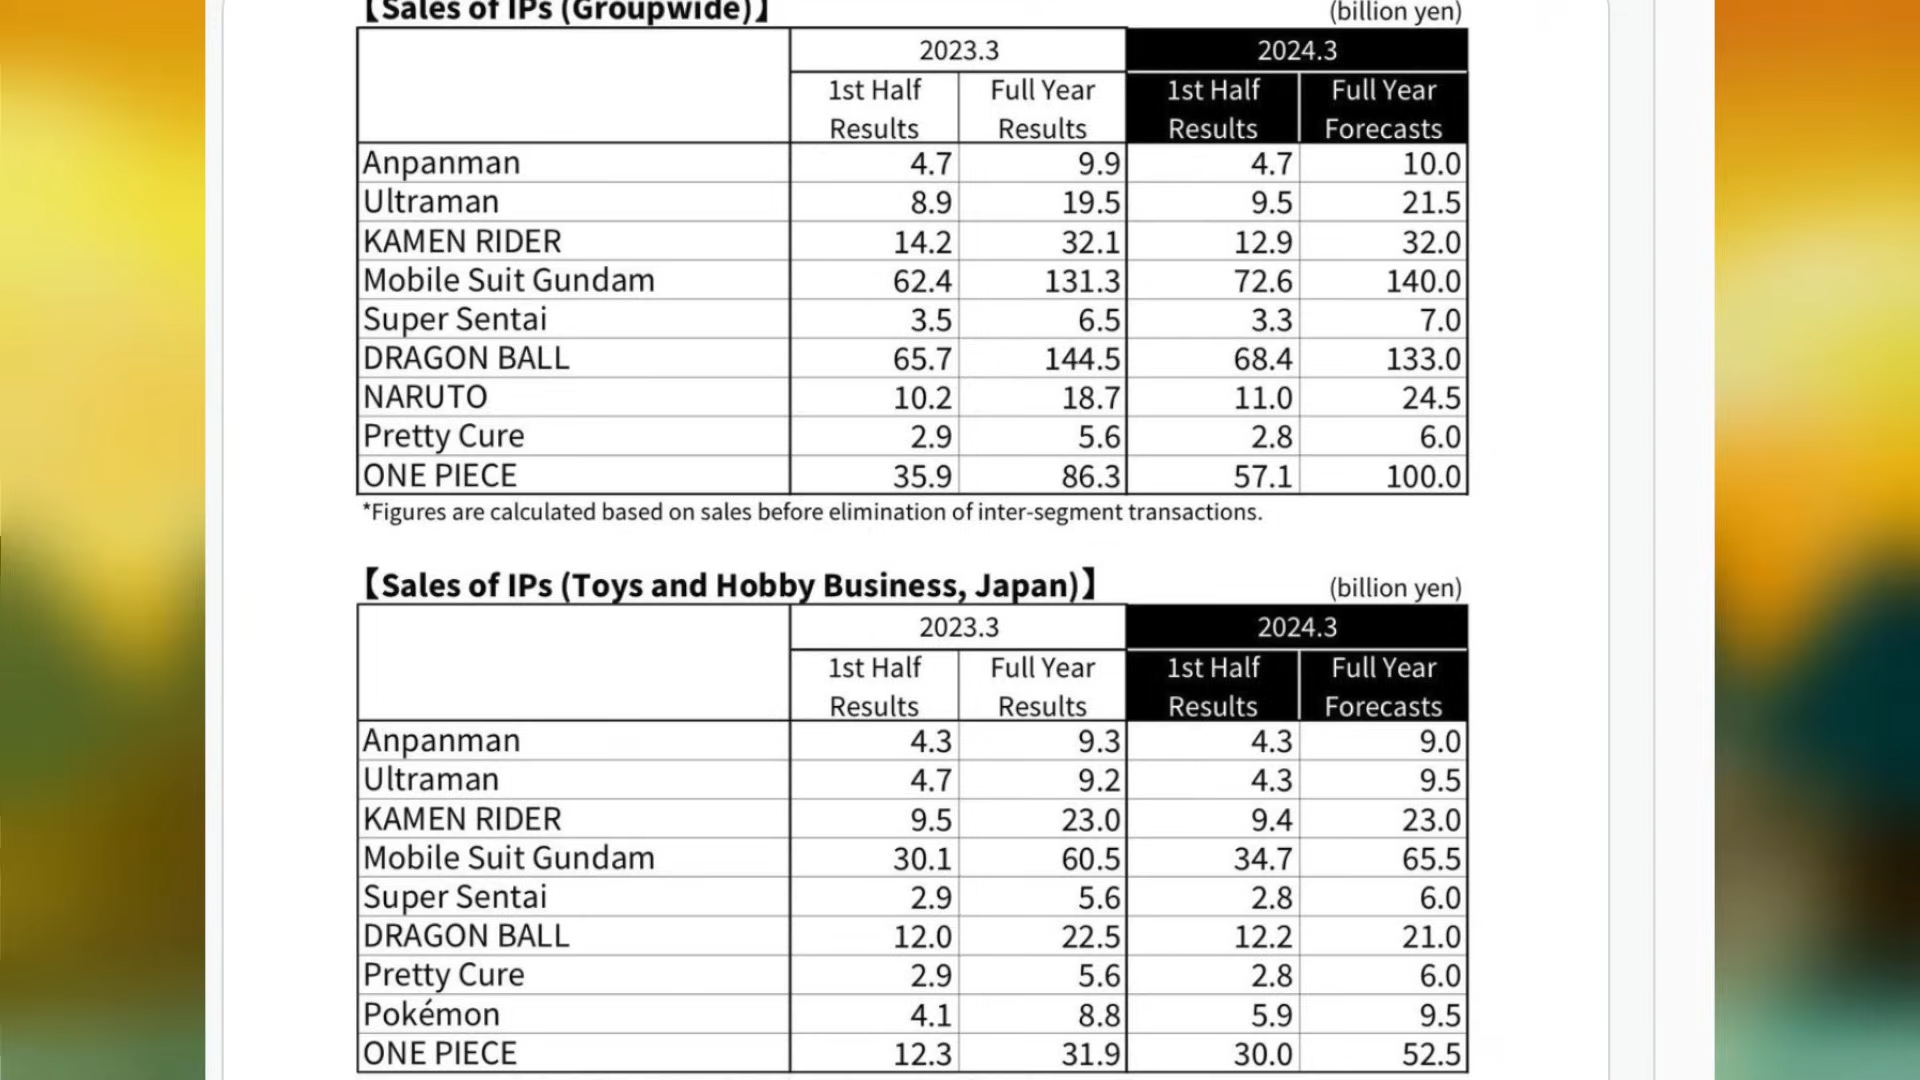 【Sales of IPs (Groupwide)】 (billion yen)
2023.3 2024.3
1st Half Full Year 1st Half Full Year
Results Results Results Forecasts
Anpanman 4.7 9.9 4.7 10.0
Ultraman 8.9 19.5 9.5 21.5
KAMEN RIDER 14.2 32.1 12.9 32.0
Mobile Suit Gundam 62.4 131.3 72.6 140.0
Super Sentai 3.5 6.5 3.3 7.0
DRAGON BALL 65.7 144.5 68.4 133.0
NARUTO 10.2 18.7 11.0 24.5
Pretty Cure 2.9 5.6 2.8 6.0
ONE PIECE 35.9 86.3 57.1 100.0
*Figures are calculated based on sales before elimination of inter-segment transactions.
【Sales of IPs (Toys and Hobby Business, Japan)】 (billion yen)
2023.3 2024.3
1st Half Full Year 1st Half Full Year
Results Results Results Forecasts
Anpanman 4.3 9.3 4.3 9.0
Ultraman 4.7 9.2 4.3 9.5
KAMEN RIDER 9.5 23.0 9.4 23.0
Mobile Suit Gundam 30.1 60.5 34.7 65.5
Super Sentai 2.9 5.6 2.8 6.0
DRAGON BALL 12.0 22.5 12.2 21.0
Pretty Cure 2.9 5.6 2.8 6.0
Pokémon 4.1 8.8 5.9 9.5
ONE PIECE 12.3 31.9 30.0 52.5